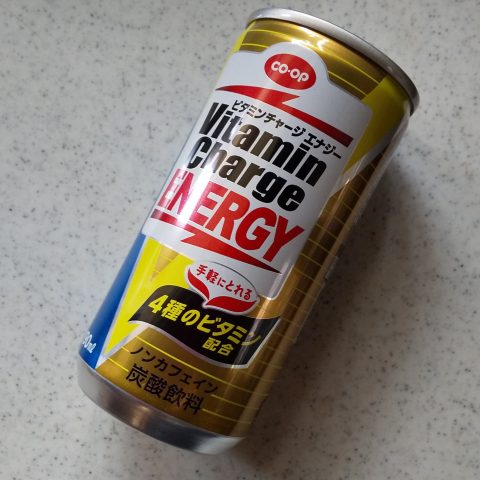 CO·OP
ビタミンチャージ エナジー
Vitamin
Charge
ENERGY
手軽にとれる
4種のビタミン
配合
ノンカフェイン
炭酸飲料